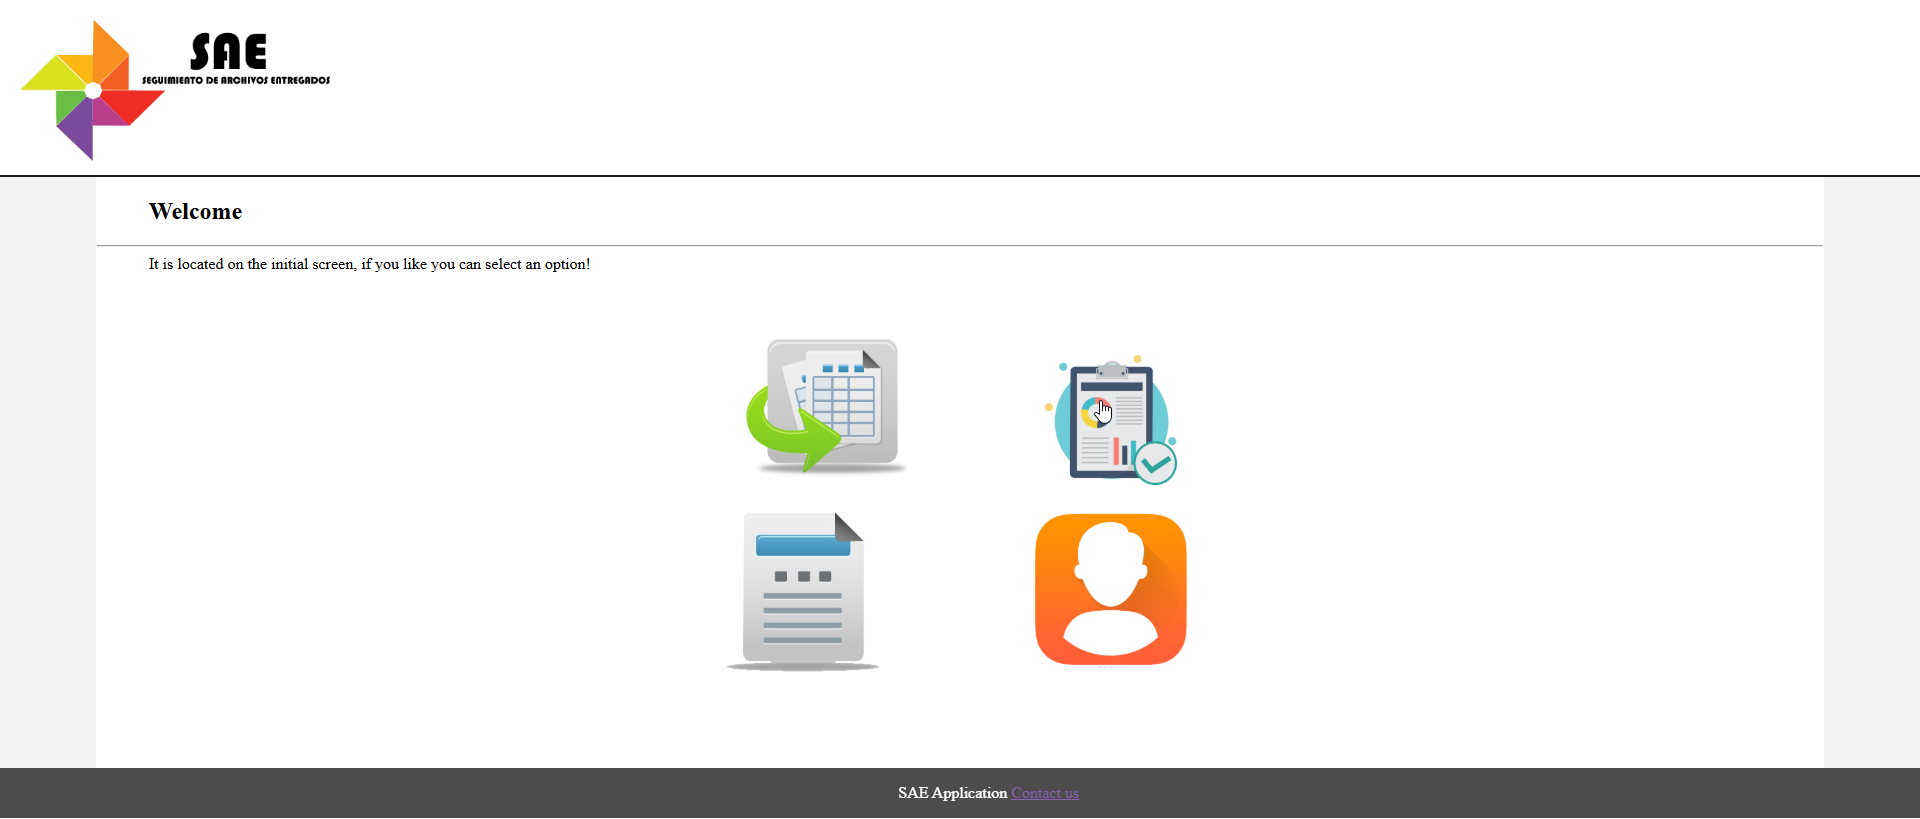 SAE
SEGUIMIENTO DE ARCHIVOS ENTREGADOS
Welcome
It is located on the initial screen, if you like you can select an option!
SAE Application Contact us